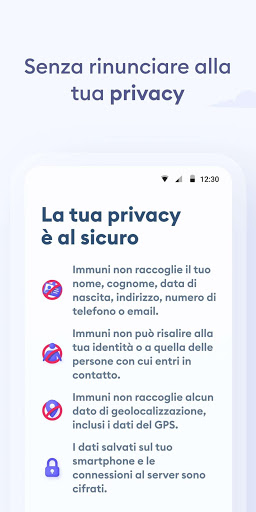 Senza rinunciare alla
tua privacy
12:30
La tua privacy
è al sicuro
Immuni non raccoglie il tuo
nome, cognome, data di
nascita, indirizzo, numero di
telefono o email.
Immuni non può risalire alla
tua identità o a quella delle
persone con cui entri in
contatto.
Immuni non raccoglie alcun
dato di geolocalizzazione,
inclusi i dati del GPS.
I dati salvati sul tuo
smartphone e le
connessioni al server sono
cifrati.